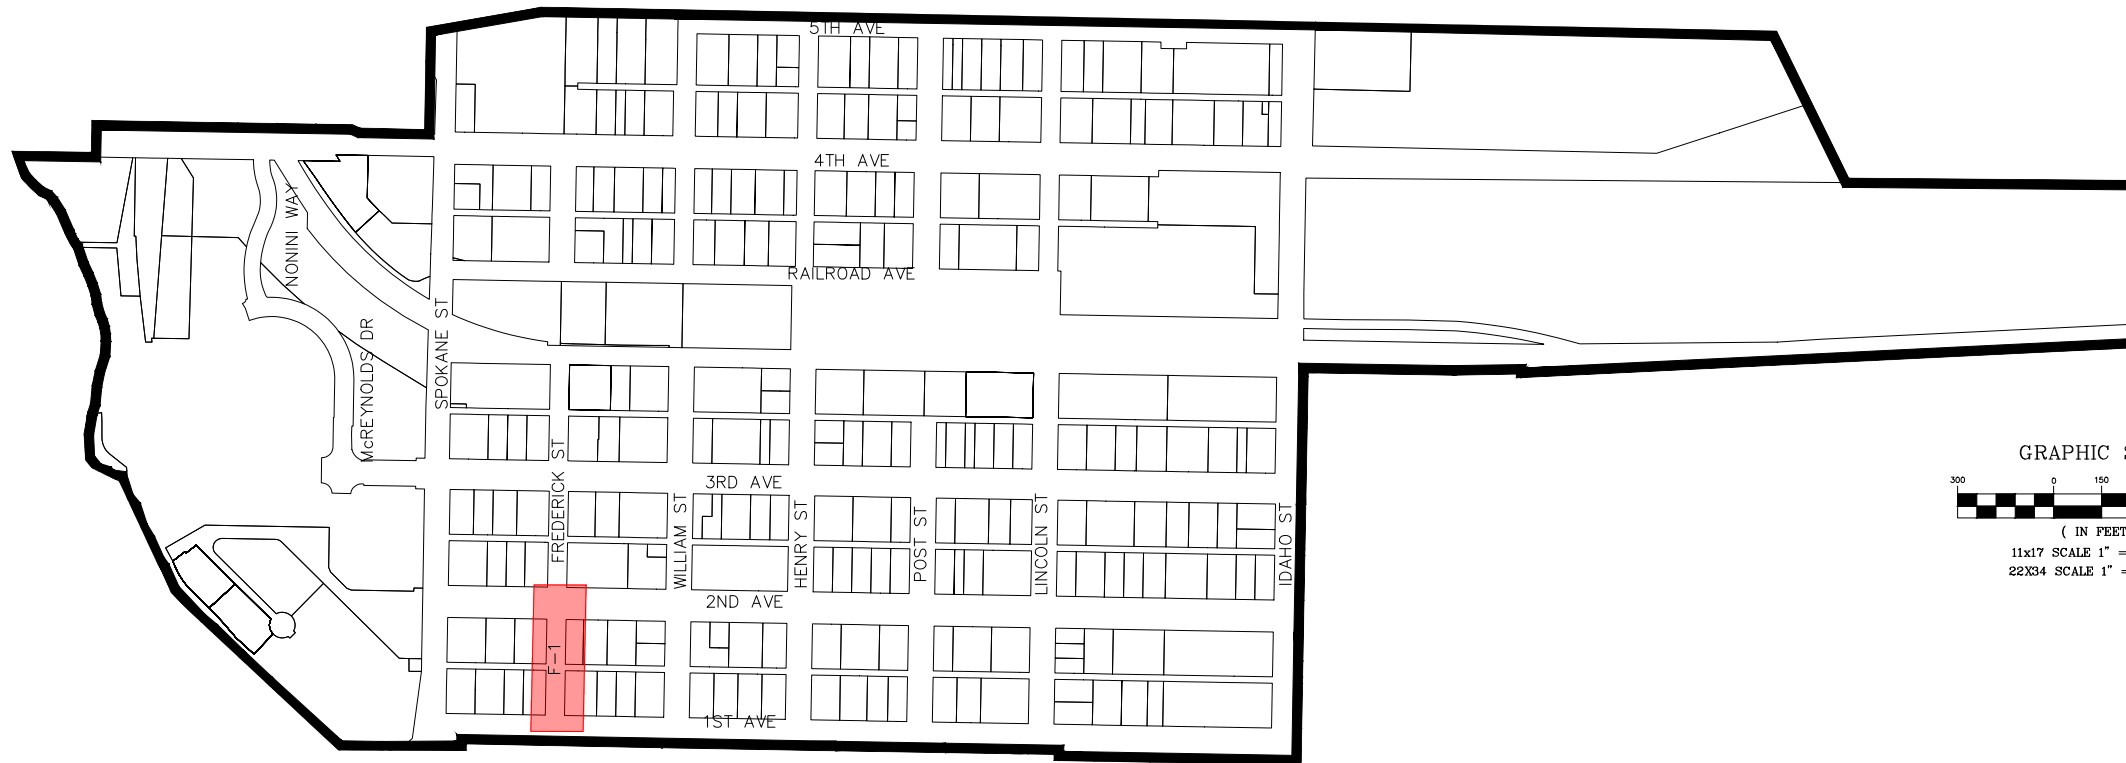 5TH AVE
4TH AVE
NONINI WAY
RAILROAD AVE
SPOKANE ST
McREYNOLDS DR
FREDERICK ST
3RD AVE
WILLIAM ST
HENRY ST
POST ST
LINCOLN ST
IDAHO ST
2ND AVE
F-1
1ST AVE
GRAPHIC
300 0 150
( IN FEET
11x17 SCALE 1" =
22X34 SCALE 1" =